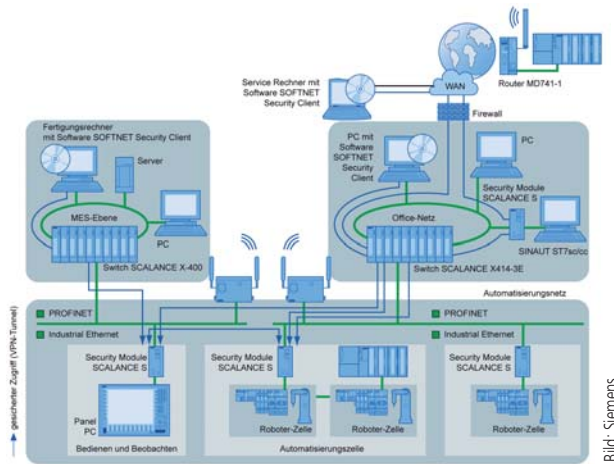 Router MD741-1
WAN
Service Rechner mit
Software SOFTNET
Security Client
Firewall
Fertigungsrechner
mit Software SOFTNET Security Client
Server
MES-Ebene
PC
Switch SCALANCE X-400
PC mit
Software
SOFTNET
Security
Client
PC
Security Module
SCALANCE S
Office-Netz
SINAUT ST7sc/cc
Switch SCALANCE X414-3E
Automatisierungsnetz
PROFINET
PROFINET
Industrial Ethernet
Industrial Ethernet
Security Module
SCALANCE S
Panel
PC
Bedienen und Beobachten
Security Module
SCALANCE S
Roboter-Zelle
Roboter-Zelle
Automatisierungszelle
Security Module
SCALANCE S
Roboter-Zelle
gesicherter Zugriff (VPN-Tunnel)
Bild: Siemens